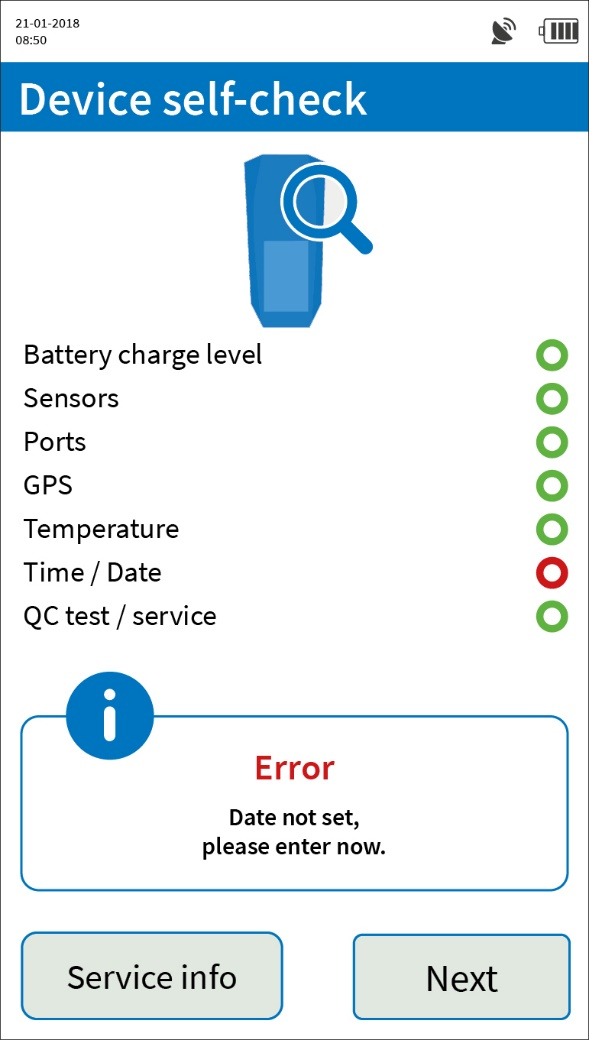 21-01-2018
08:50
Device self-check
Battery charge level
Sensors
Ports
GPS
Temperature
Time / Date
QC test / service
Error
Date not set,
please enter now.
Service info
Next